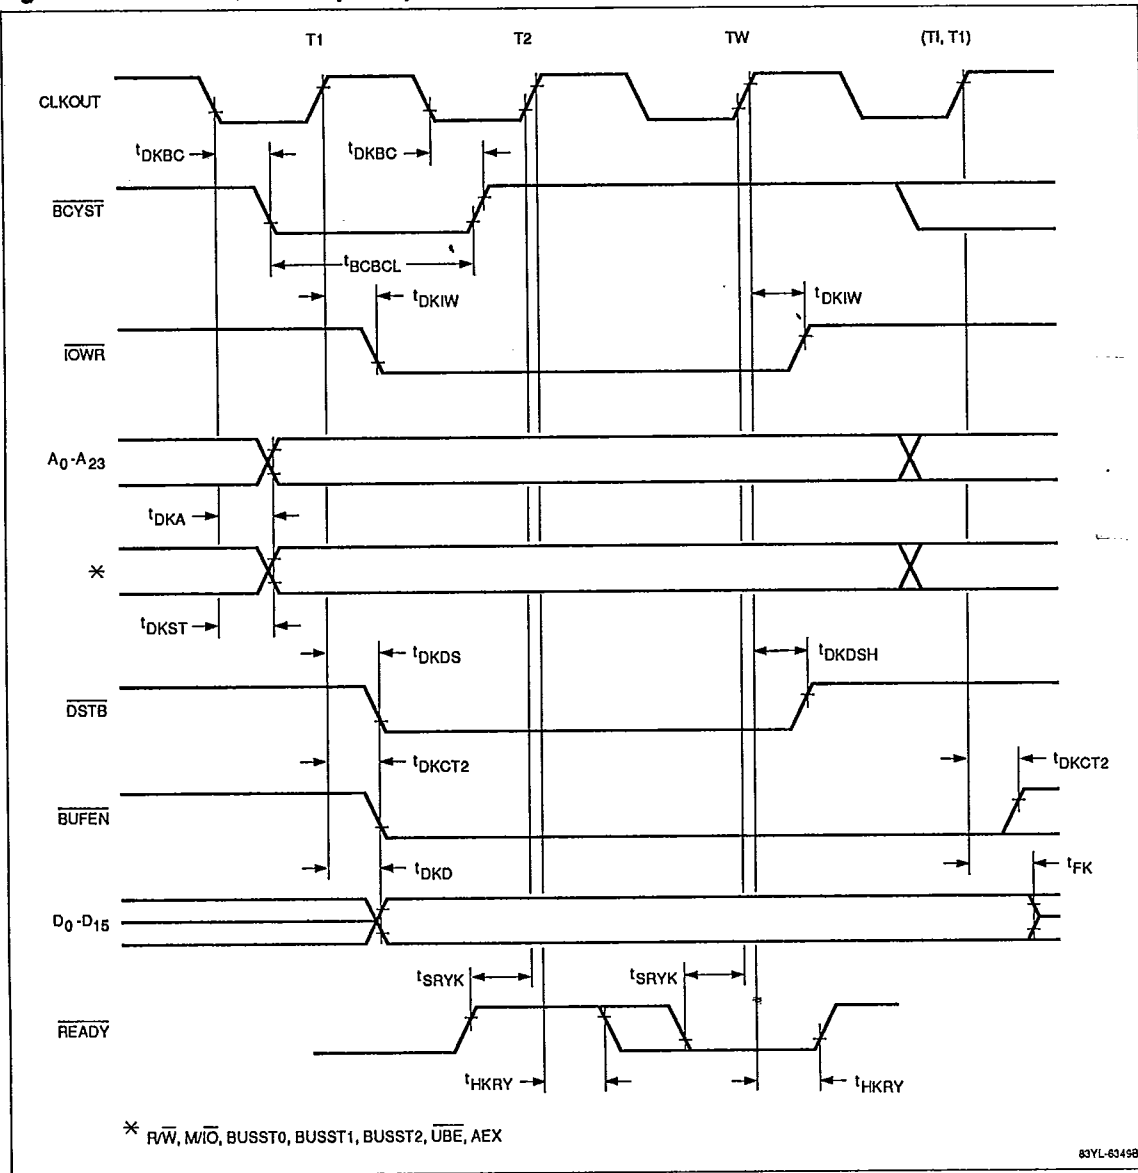 T1 T2 TW (TI, T1)
CLKOUT
tDKBC tDKBC
BCYST
tBCBCL
tDKIW tDKIW
IOWR
A0-A23
tDKA
*
tDKST
tDKDS tDKDSH
DSTB
tDKCT2 tDKCT2
BUFEN
tDKD tFK
D0-D15
tSRYK tSRYK
READY
tHKRY tHKRY
* R/W, M/IO, BUSST0, BUSST1, BUSST2, UBE, AEX
83YL-6349B